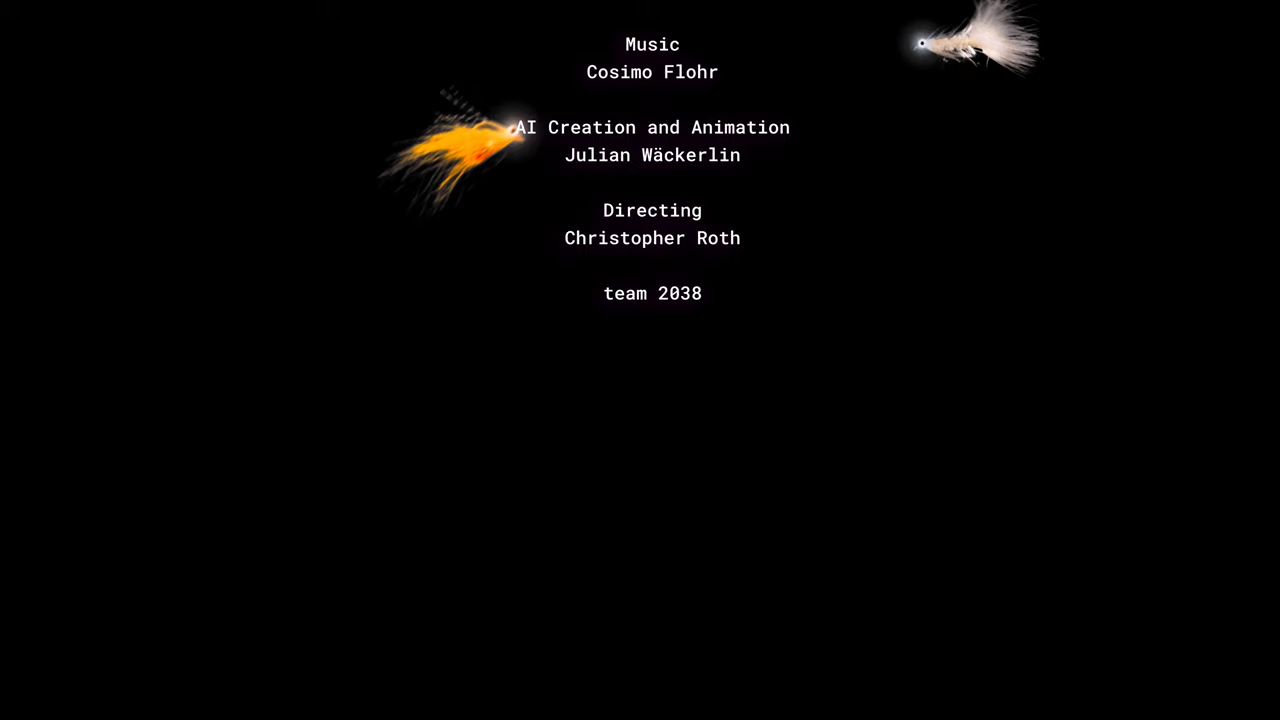 Music
Cosimo Flohr
AI Creation and Animation
Julian Wäckerlin
Directing
Christopher Roth
team 2038